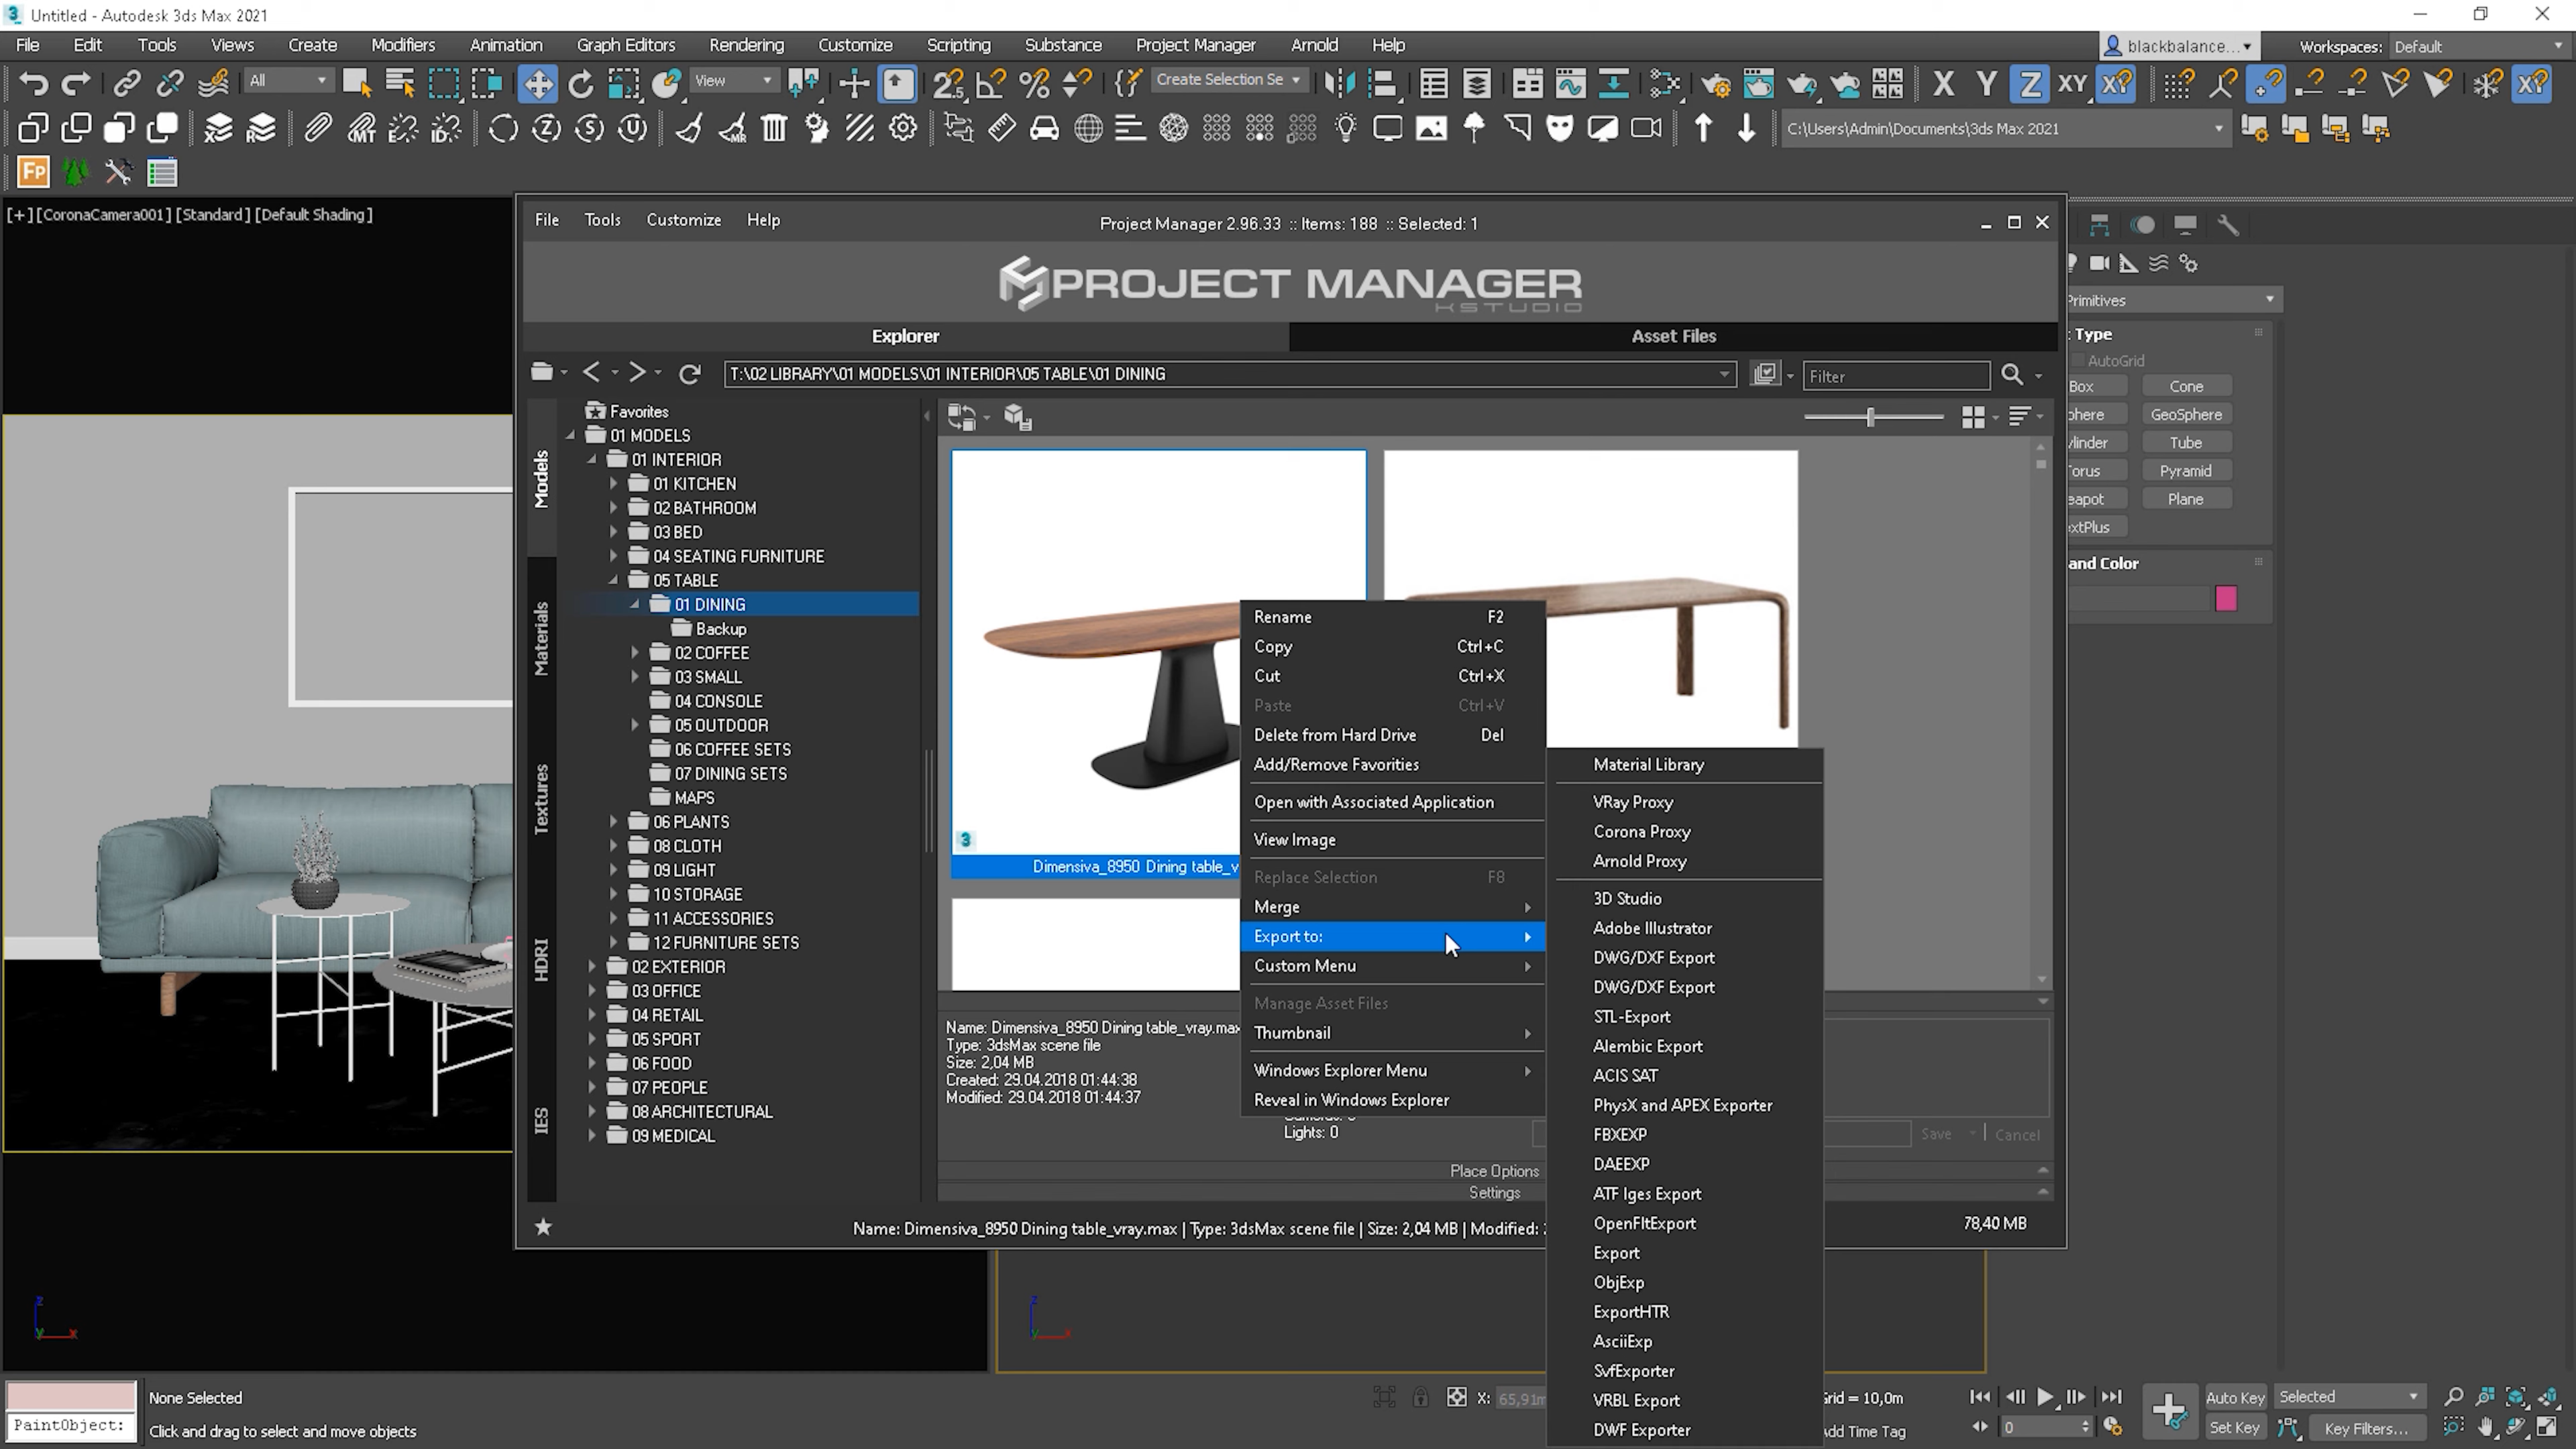 Untitled - Autodesk 3ds Max 2021
File Edit Tools Views Create Modifiers Animation Graph Editors Rendering Customize Scripting Substance Project Manager Arnold Help
blackbalance... Workspaces: Default
All View Create Selection Se X Y Z XY
C:\Users\Admin\Documents\3ds Max 2021
Fp
[+] [CoronaCamera001] [Standard] [Default Shading]
File Tools Customize Help
Project Manager 2.96.33 :: Items: 188 :: Selected: 1
PROJECT MANAGER
KSTUDIO
Explorer
Asset Files
T:\02 LIBRARY\01 MODELS\01 INTERIOR\05 TABLE\01 DINING
Filter
Models
Materials
Textures
HDRI
IES
Favorites
01 MODELS
01 INTERIOR
01 KITCHEN
02 BATHROOM
03 BED
04 SEATING FURNITURE
05 TABLE
01 DINING
Backup
02 COFFEE
03 SMALL
04 CONSOLE
05 OUTDOOR
06 COFFEE SETS
07 DINING SETS
MAPS
06 PLANTS
08 CLOTH
09 LIGHT
10 STORAGE
11 ACCESSORIES
12 FURNITURE SETS
02 EXTERIOR
03 OFFICE
04 RETAIL
05 SPORT
06 FOOD
07 PEOPLE
08 ARCHITECTURAL
09 MEDICAL
3
Dimensiva_8950 Dining table_v
Rename F2
Copy Ctrl+C
Cut Ctrl+X
Paste Ctrl+V
Delete from Hard Drive Del
Add/Remove Favorites
Open with Associated Application
View Image
Replace Selection F8
Merge
Export to:
Custom Menu
Manage Asset Files
Thumbnail
Windows Explorer Menu
Reveal in Windows Explorer
Material Library
VRay Proxy
Corona Proxy
Arnold Proxy
3D Studio
Adobe Illustrator
DWG/DXF Export
DWG/DXF Export
STL-Export
Alembic Export
ACIS SAT
PhysX and APEX Exporter
FBXEXP
DAEEXP
ATF Iges Export
OpenFltExport
Export
ObjExp
ExportHTR
AsciiExp
SvfExporter
VRBL Export
DWF Exporter
Name: Dimensiva_8950 Dining table_vray.max
Type: 3dsMax scene file
Size: 2,04 MB
Created: 29.04.2018 01:44:38
Modified: 29.04.2018 01:44:37
Lights: 0
Save Cancel
Place Options
Settings
Name: Dimensiva_8950 Dining table_vray.max | Type: 3dsMax scene file | Size: 2,04 MB | Modified:
78,40 MB
Primitives
Type
AutoGrid
Box Cone
phere GeoSphere
ylinder Tube
orus Pyramid
eapot Plane
extPlus
and Color
z
y
x
z
y
x
PaintObject:
None Selected
Click and drag to select and move objects
X: 65,91m
Grid = 10,0m
Add Time Tag
0
Auto Key Selected
Set Key Key Filters...